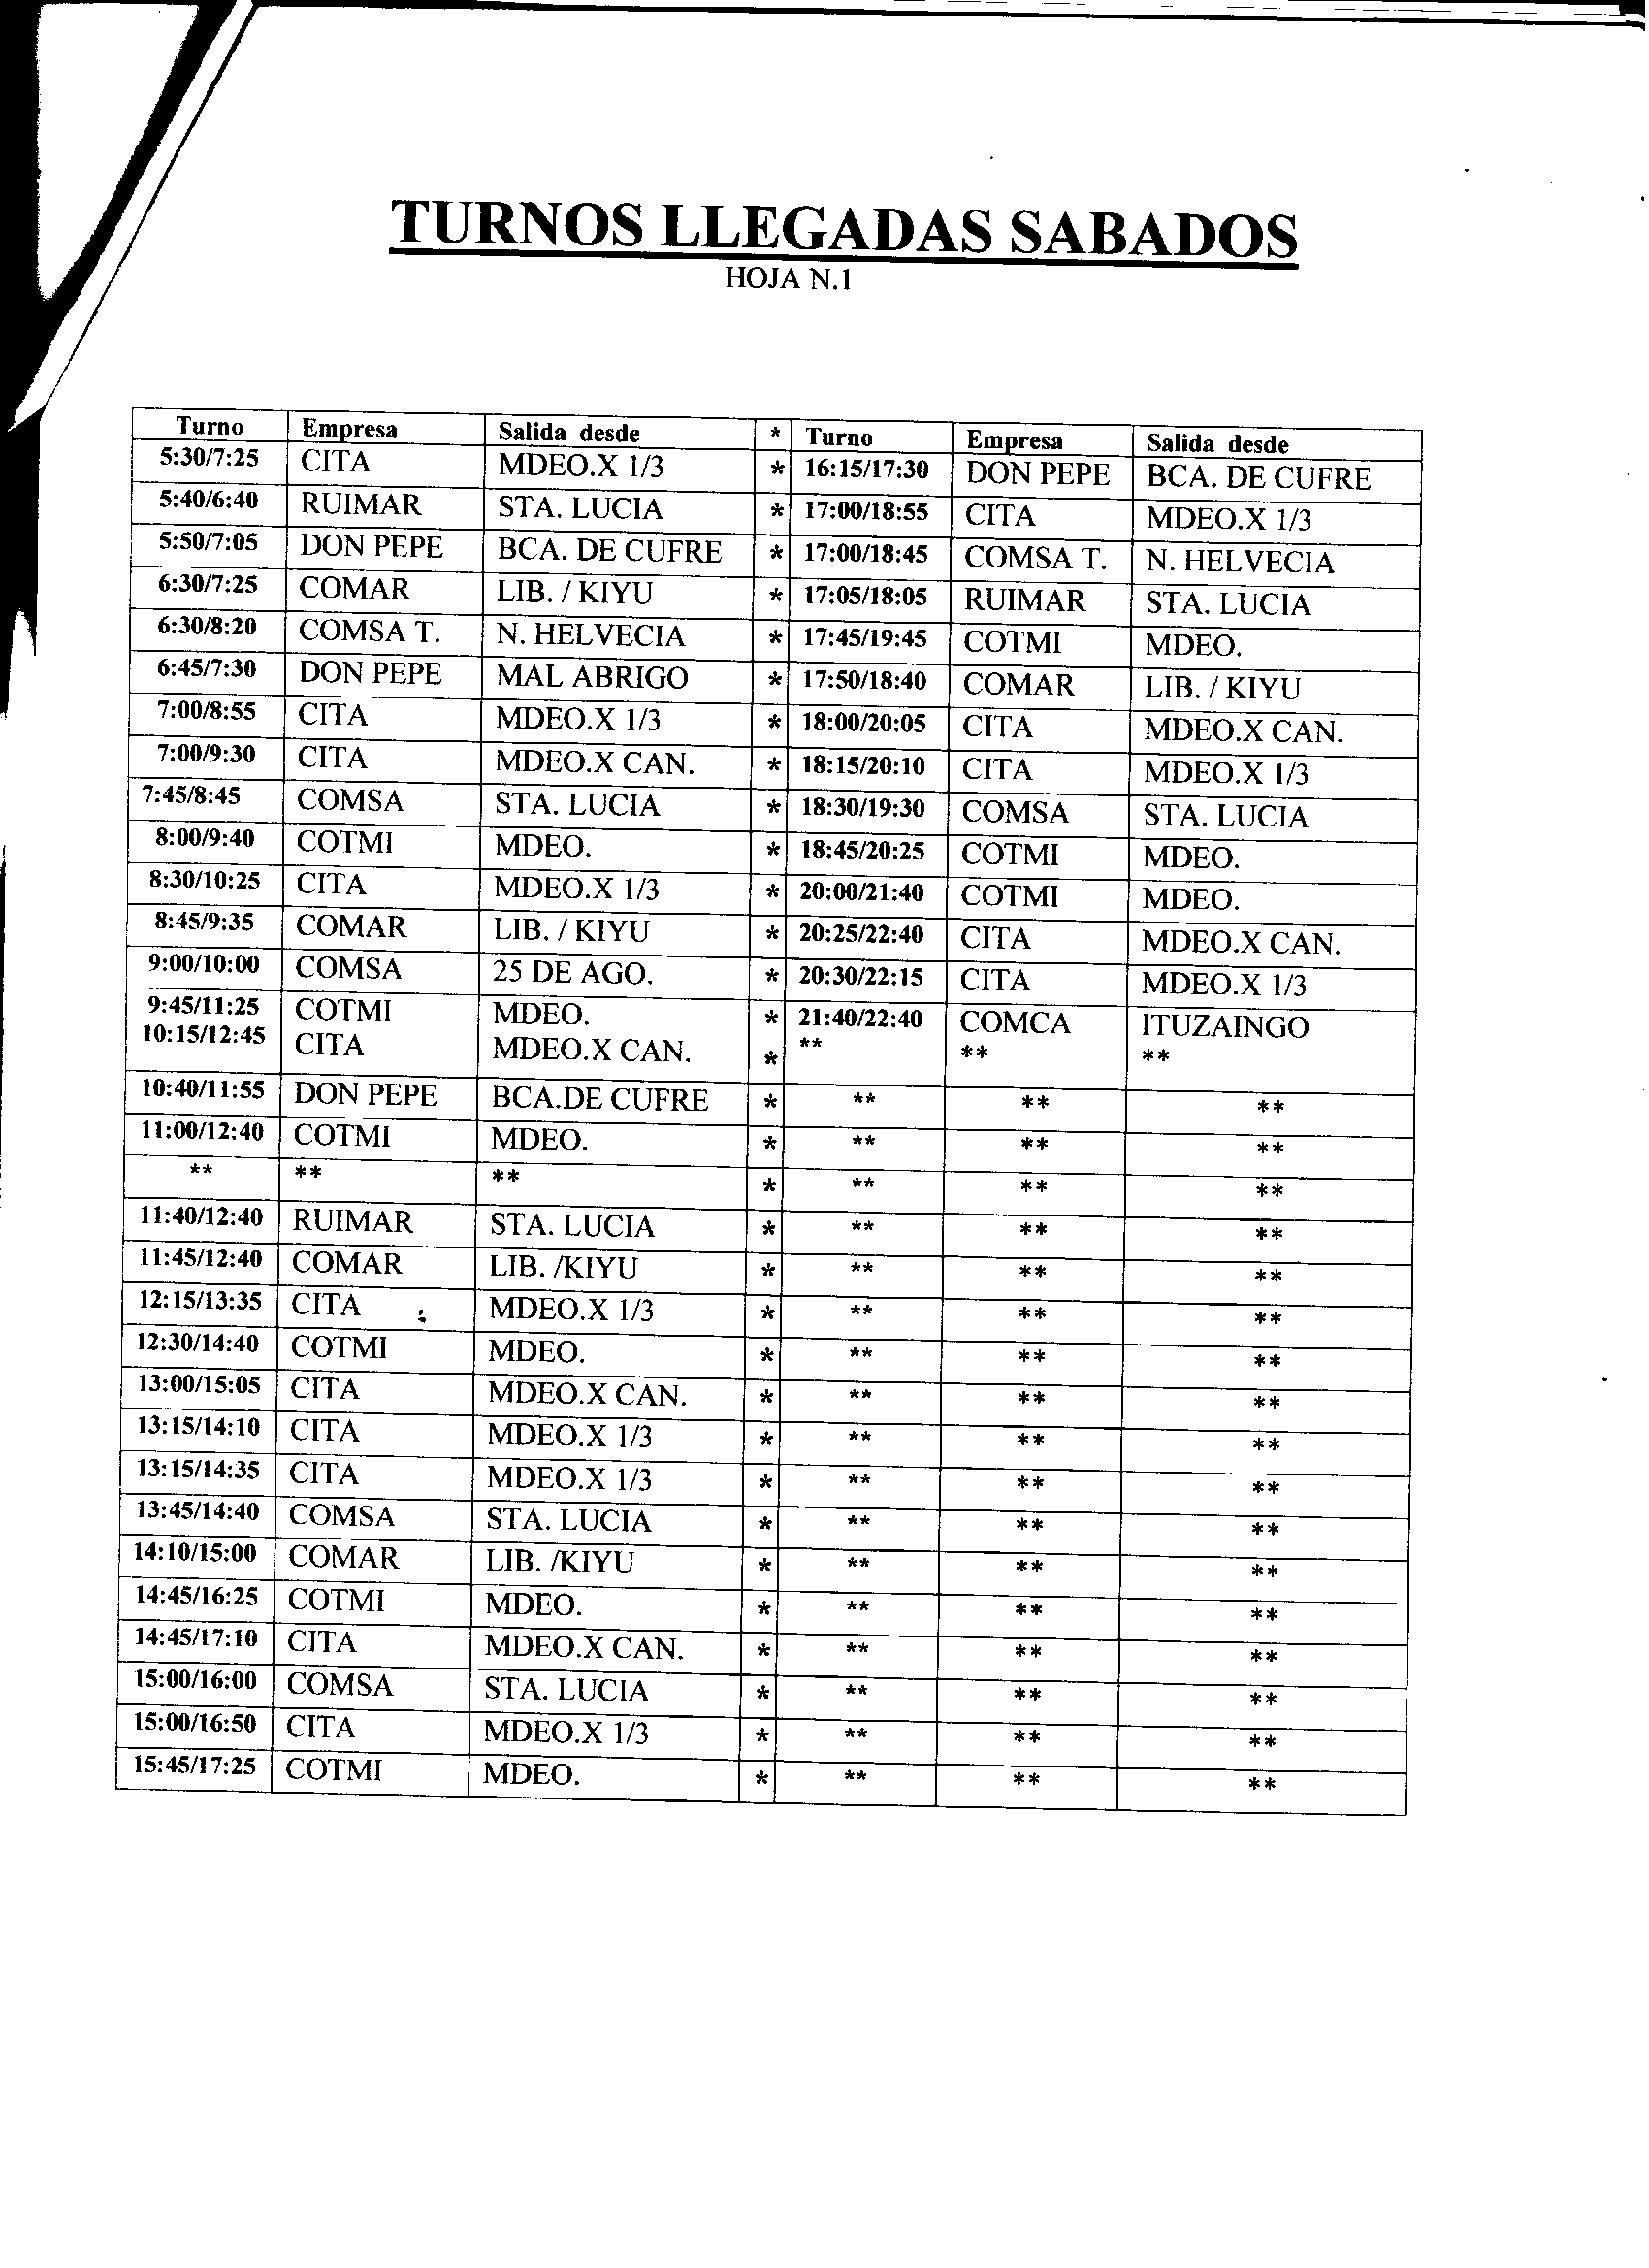 TURNOS LLEGADAS SABADOS
HOJA N.1
Turno Empresa Salida desde * Turno Empresa Salida desde
5:30/7:25 CITA MDEO.X 1/3 * 16:15/17:30 DON PEPE BCA. DE CUFRE
5:40/6:40 RUIMAR STA. LUCIA * 17:00/18:55 CITA MDEO.X 1/3
5:50/7:05 DON PEPE BCA. DE CUFRE * 17:00/18:45 COMSA T. N. HELVECIA
6:30/7:25 COMAR LIB. / KIYU * 17:05/18:05 RUIMAR STA. LUCIA
6:30/8:20 COMSA T. N. HELVECIA * 17:45/19:45 COTMI MDEO.
6:45/7:30 DON PEPE MAL ABRIGO * 17:50/18:40 COMAR LIB. / KIYU
7:00/8:55 CITA MDEO.X 1/3 * 18:00/20:05 CITA MDEO.X CAN.
7:00/9:30 CITA MDEO.X CAN. * 18:15/20:10 CITA MDEO.X 1/3
7:45/8:45 COMSA STA. LUCIA * 18:30/19:30 COMSA STA. LUCIA
8:00/9:40 COTMI MDEO. * 18:45/20:25 COTMI MDEO.
8:30/10:25 CITA MDEO.X 1/3 * 20:00/21:40 COTMI MDEO.
8:45/9:35 COMAR LIB. / KIYU * 20:25/22:40 CITA MDEO.X CAN.
9:00/10:00 COMSA 25 DE AGO. * 20:30/22:15 CITA MDEO.X 1/3
9:45/11:25 COTMI MDEO. * 21:40/22:40 COMCA ITUZAINGO
10:15/12:45 CITA MDEO.X CAN. * ** ** **
10:40/11:55 DON PEPE BCA.DE CUFRE * ** ** **
11:00/12:40 COTMI MDEO. * ** ** **
** ** ** * ** ** **
11:40/12:40 RUIMAR STA. LUCIA * ** ** **
11:45/12:40 COMAR LIB. /KIYU * ** ** **
12:15/13:35 CITA MDEO.X 1/3 * ** ** **
12:30/14:40 COTMI MDEO. * ** ** **
13:00/15:05 CITA MDEO.X CAN. * ** ** **
13:15/14:10 CITA MDEO.X 1/3 * ** ** **
13:15/14:35 CITA MDEO.X 1/3 * ** ** **
13:45/14:40 COMSA STA. LUCIA * ** ** **
14:10/15:00 COMAR LIB. /KIYU * ** ** **
14:45/16:25 COTMI MDEO. * ** ** **
14:45/17:10 CITA MDEO.X CAN. * ** ** **
15:00/16:00 COMSA STA. LUCIA * ** ** **
15:00/16:50 CITA MDEO.X 1/3 * ** ** **
15:45/17:25 COTMI MDEO. * ** ** **